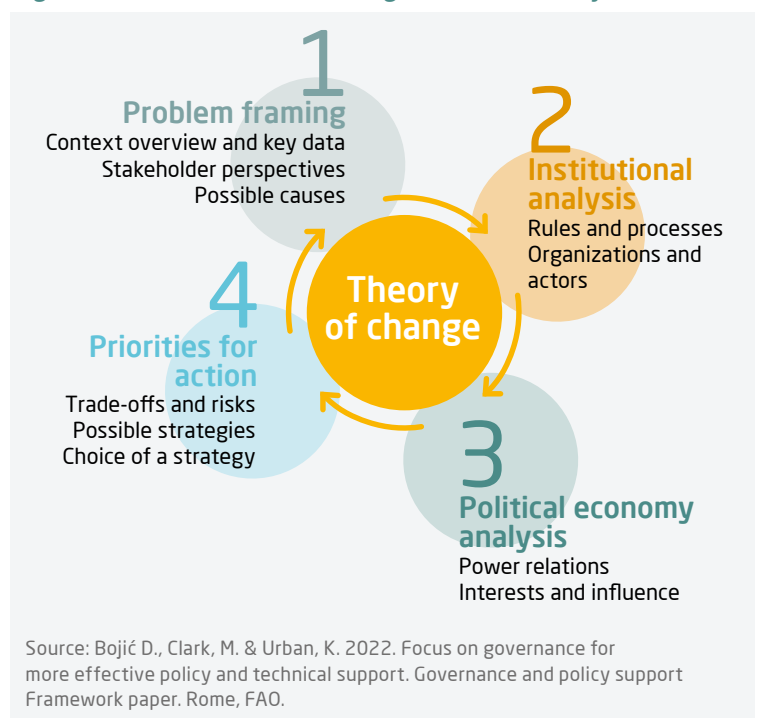 1
Problem framing
Context overview and key data
Stakeholder perspectives
Possible causes
2
Institutional
analysis
Rules and processes
Organizations and
actors
Theory
of change
4
Priorities for
action
Trade-offs and risks
Possible strategies
Choice of a strategy
3
Political economy
analysis
Power relations
Interests and influence
Source: Bojić D., Clark, M. & Urban, K. 2022. Focus on governance for
more effective policy and technical support. Governance and policy support
Framework paper. Rome, FAO.